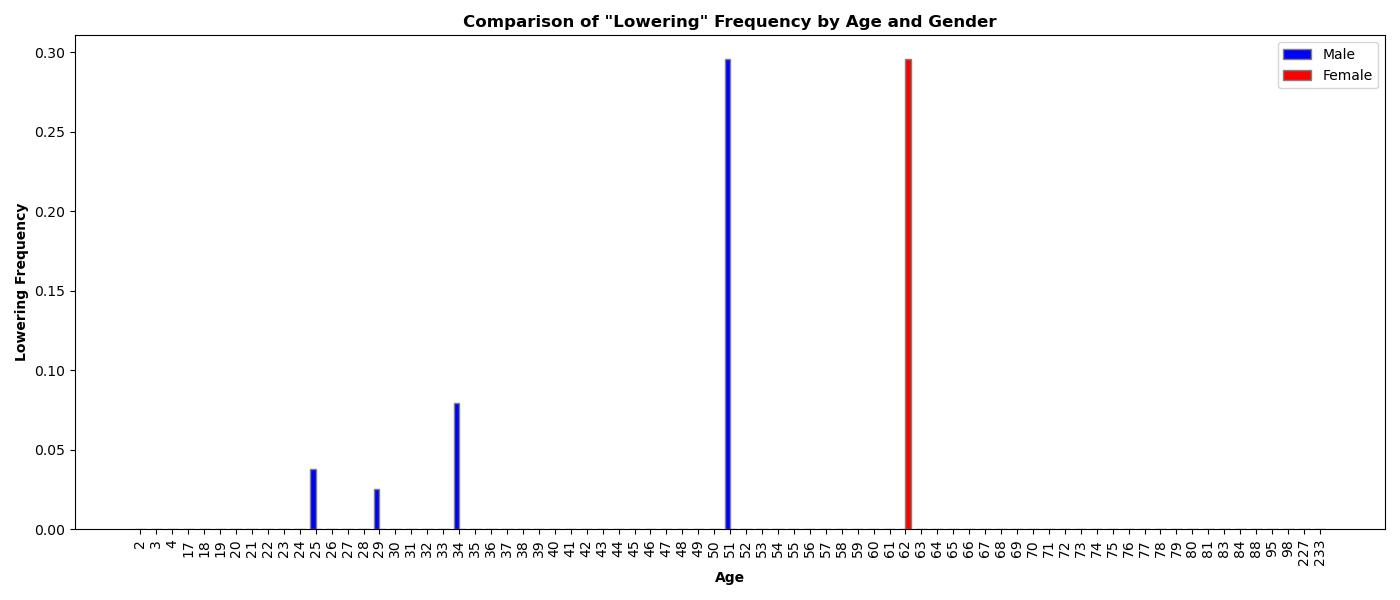 Comparison of "Lowering" Frequency by Age and Gender
Male
Female
0.30
0.25
0.20
0.15
0.10
0.05
0.00
Lowering Frequency
2 3 4 17 18 19 20 21 22 23 24 25 26 27 28 29 30 31 32 33 34 35 36 37 38 39 40 41 42 43 44 45 46 47 48 49 50 51 52 53 54 55 56 57 58 59 60 61 62 63 64 65 66 67 68 69 70 71 72 73 74 75 76 77 78 79 80 81 83 84 88 95 98 227 233
Age